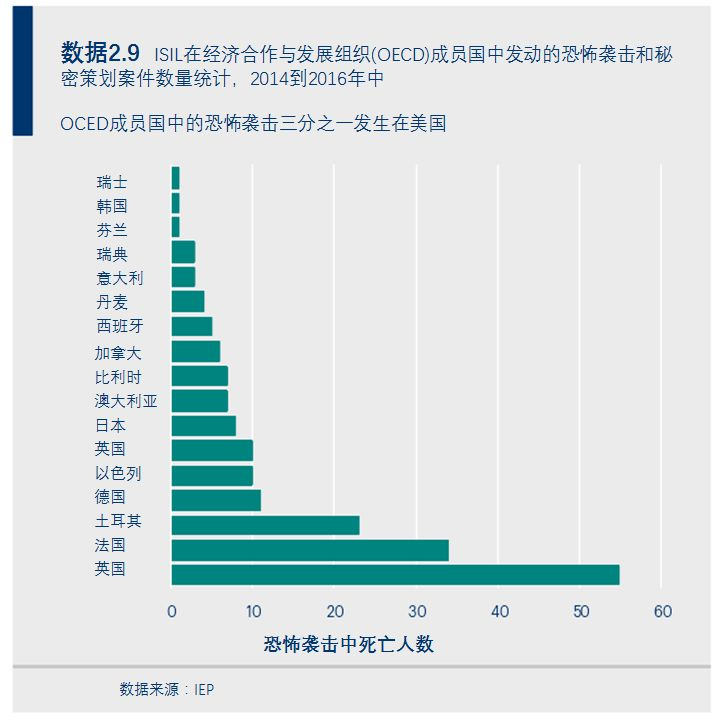 数据2.9 ISIL在经济合作与发展组织(OECD)成员国中发动的恐怖袭击和秘
密策划案件数量统计，2014到2016年中
OCED成员国中的恐怖袭击三分之一发生在美国
瑞士
韩国
芬兰
瑞典
意大利
丹麦
西班牙
加拿大
比利时
澳大利亚
日本
英国
以色列
德国
土耳其
法国
英国
0 10 20 30 40 50 60
恐怖袭击中死亡人数
数据来源：IEP